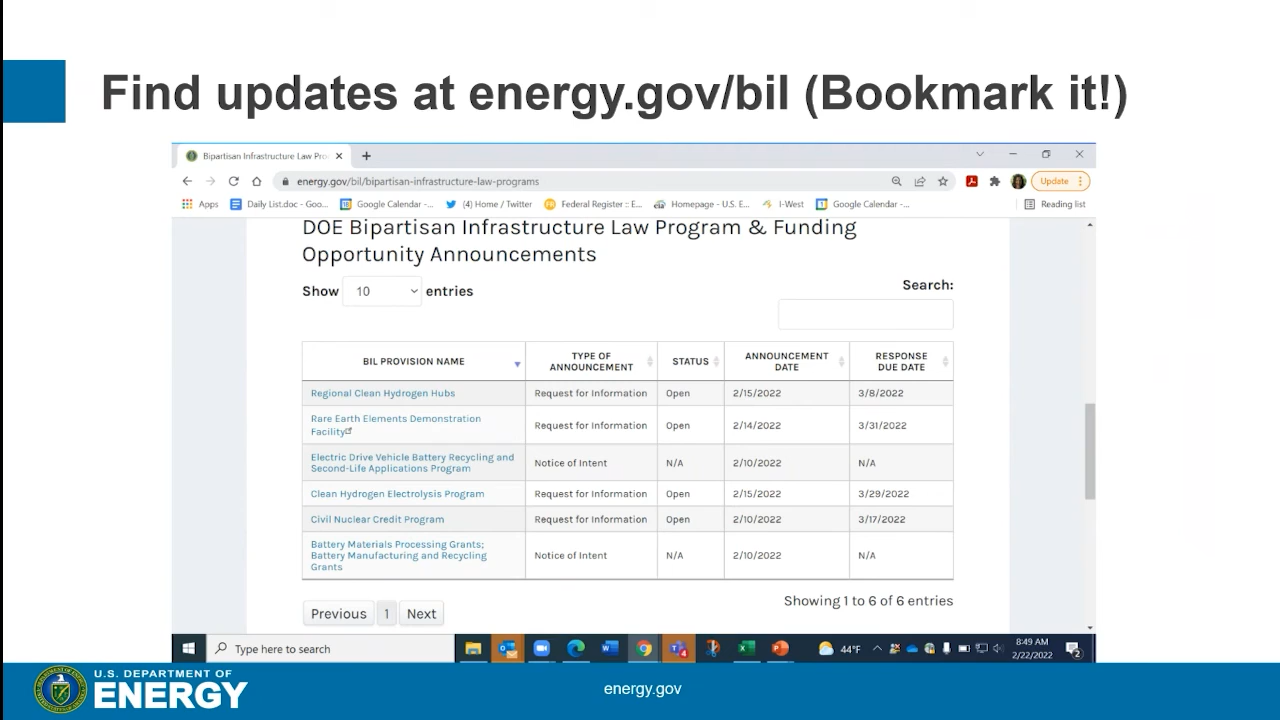 Find updates at energy.gov/bil (Bookmark it!)
Bipartisan Infrastructure Law Pro
energy.gov/bil/bipartisan-infrastructure-law-programs
Update
Apps
Daily List.doc - Goo...
Google Calendar -...
(4) Home / Twitter
Federal Register :: E...
Homepage - U.S. E...
I-West
Google Calendar -...
Reading list
DOE Bipartisan Infrastructure Law Program & Funding
Opportunity Announcements
Show 10 entries
Search:
BIL PROVISION NAME
TYPE OF
ANNOUNCEMENT
STATUS
ANNOUNCEMENT
DATE
RESPONSE
DUE DATE
Regional Clean Hydrogen Hubs
Request for Information
Open
2/15/2022
3/8/2022
Rare Earth Elements Demonstration
Facility
Request for Information
Open
2/14/2022
3/31/2022
Electric Drive Vehicle Battery Recycling and
Second-Life Applications Program
Notice of Intent
N/A
2/10/2022
N/A
Clean Hydrogen Electrolysis Program
Request for Information
Open
2/15/2022
3/29/2022
Civil Nuclear Credit Program
Request for Information
Open
2/10/2022
3/17/2022
Battery Materials Processing Grants;
Battery Manufacturing and Recycling
Grants
Notice of Intent
N/A
2/10/2022
N/A
Showing 1 to 6 of 6 entries
Previous 1 Next
Type here to search
44°F
8:49 AM
2/22/2022
2
U.S. DEPARTMENT OF
ENERGY
energy.gov